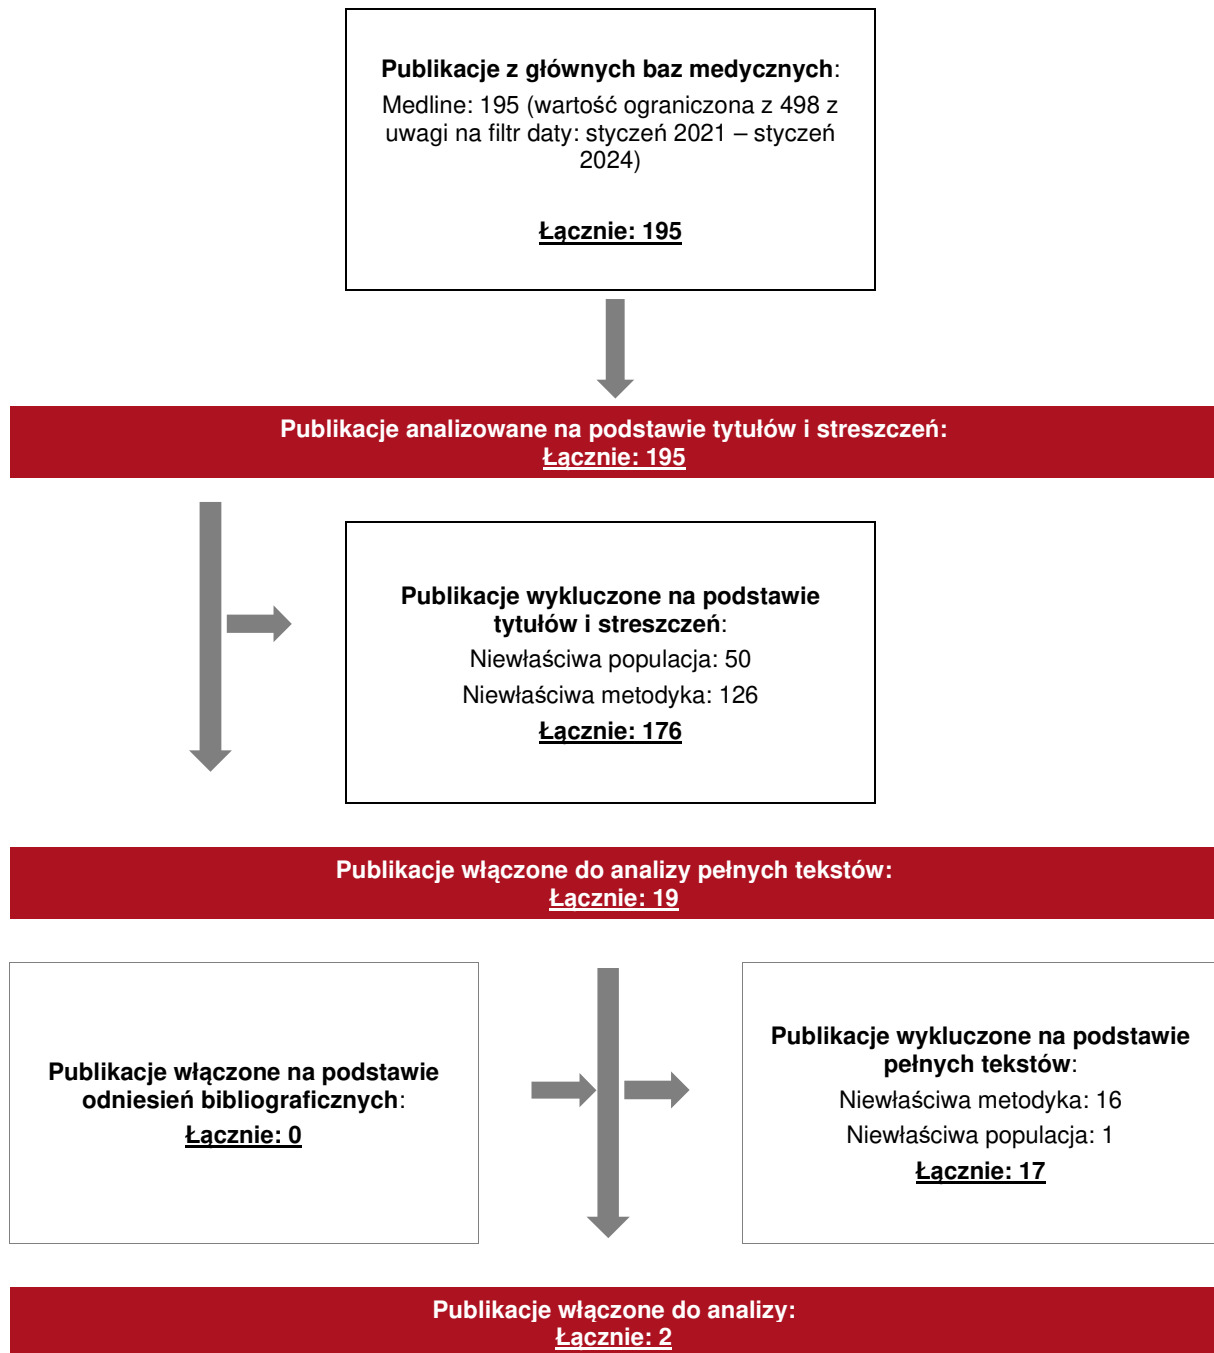 Publikacje z głównych baz medycznych:
Medline: 195 (wartość ograniczona z 498 z
uwagi na filtr daty: styczeń 2021 – styczeń
2024)
Łącznie: 195
Publikacje analizowane na podstawie tytułów i streszczeń:
Łącznie: 195
Publikacje wykluczone na podstawie
tytułów i streszczeń:
Niewłaściwa populacja: 50
Niewłaściwa metodyka: 126
Łącznie: 176
Publikacje włączone do analizy pełnych tekstów:
Łącznie: 19
Publikacje włączone na podstawie
odniesień bibliograficznych:
Łącznie: 0
Publikacje wykluczone na podstawie
pełnych tekstów:
Niewłaściwa metodyka: 16
Niewłaściwa populacja: 1
Łącznie: 17
Publikacje włączone do analizy:
Łącznie: 2